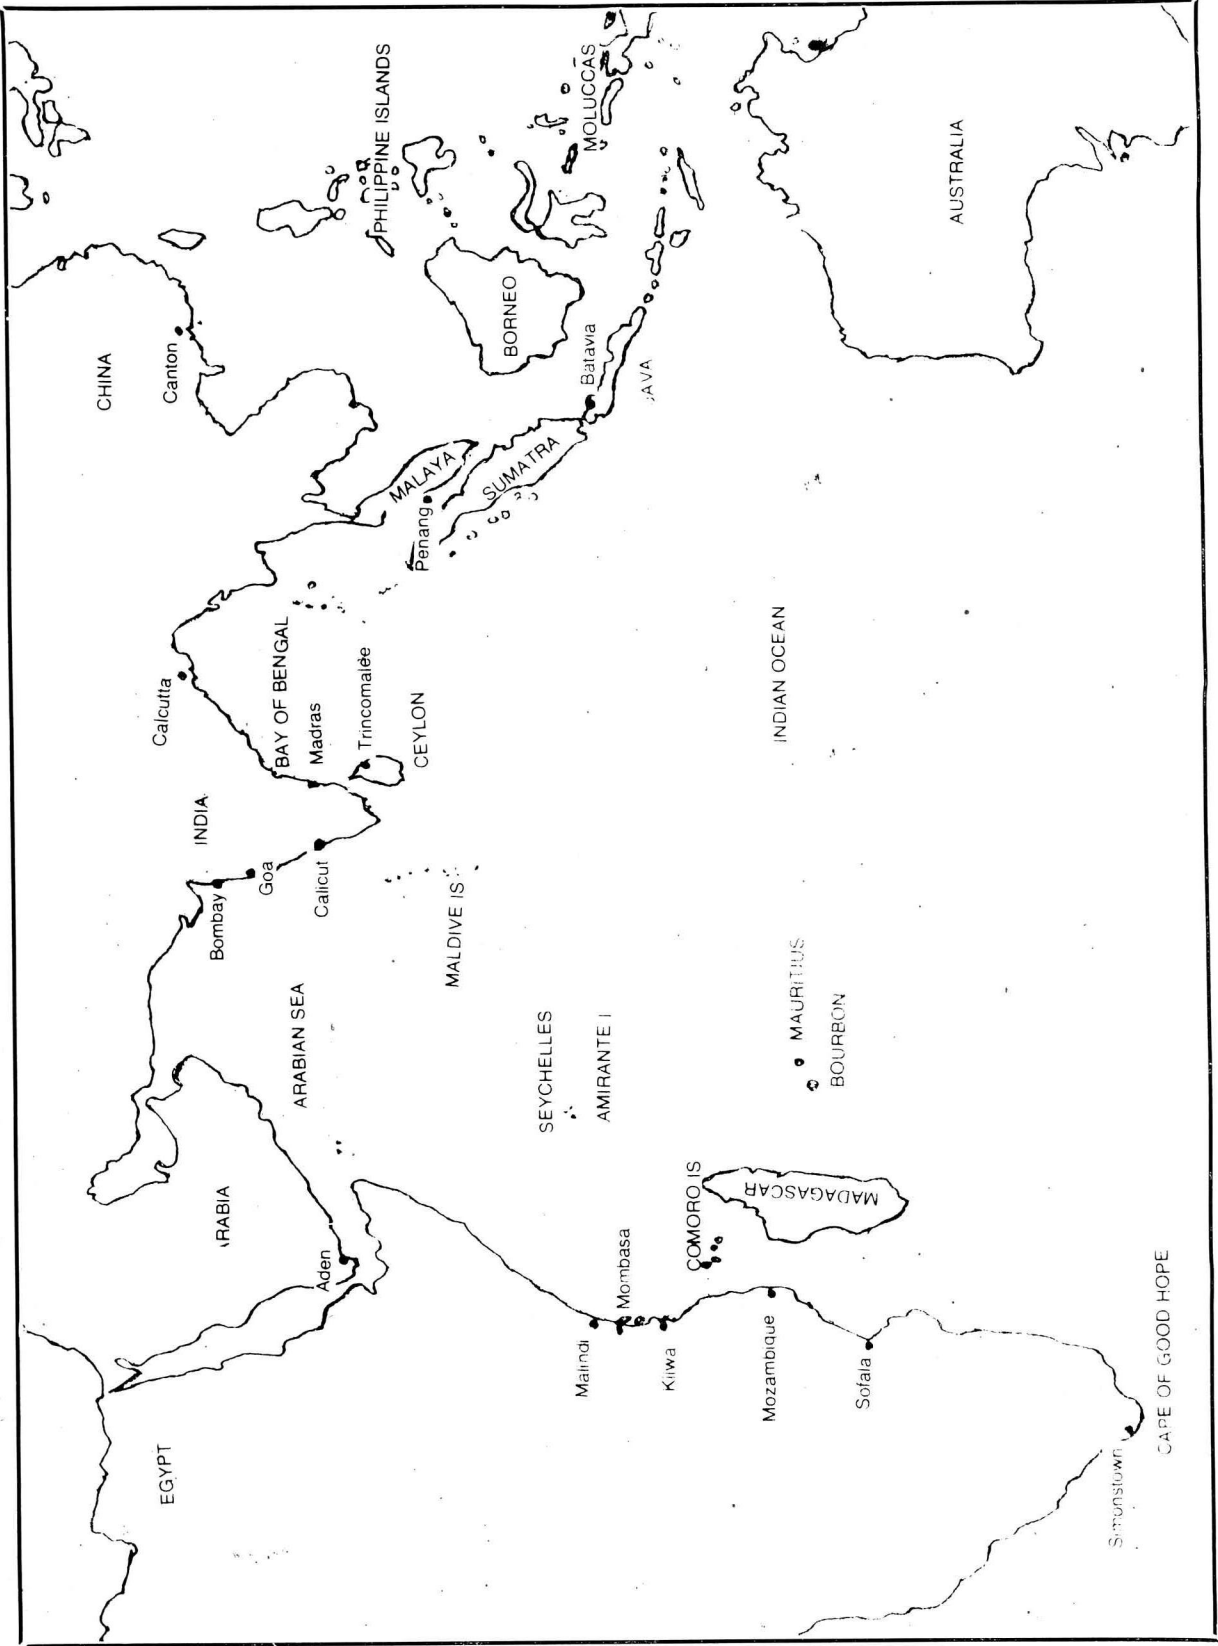 CHINA
Canton
PHILIPPINE ISLANDS
MOLUCCAS
BORNEO
Batavia
JAVA
MALAYA
SUMATRA
Penang
AUSTRALIA
Calcutta
BAY OF BENGAL
Madras
Trincomalee
CEYLON
INDIA
Bombay
Goa
Calicut
MALDIVE IS
INDIAN OCEAN
ARABIAN SEA
SEYCHELLES
AMIRANTE I
MAURITIUS
BOURBON
RABIA
Aden
COMORO IS
MADAGASCAR
EGYPT
Malindi
Mombasa
Kilwa
Mozambique
Sofala
Simonstown
CAPE OF GOOD HOPE